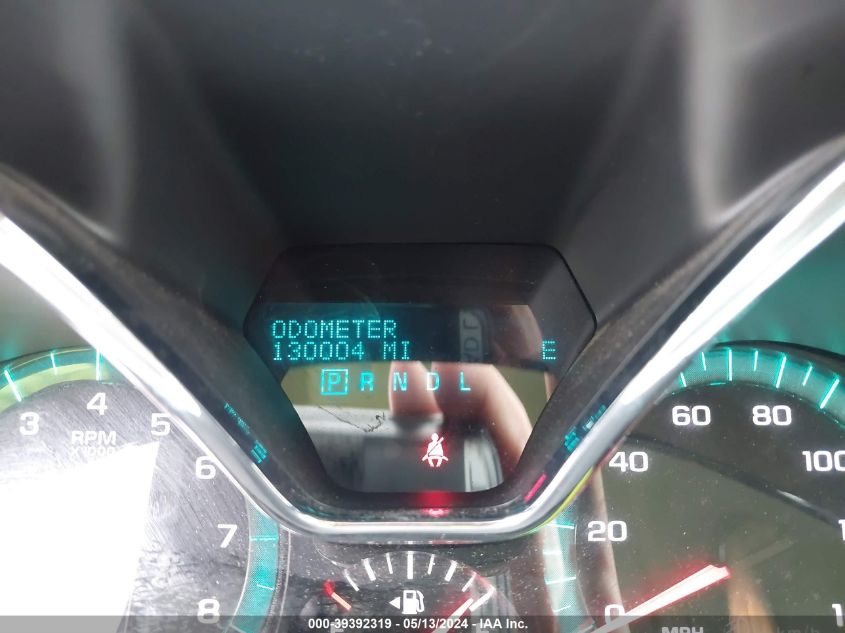 ODOMETER
130004 MI E
P R N D L
3 4 5 6 7 8
RPM
X1000
0 20 40 60 80 100
MPH
000-39392319 - 05/13/2024 - IAA Inc.